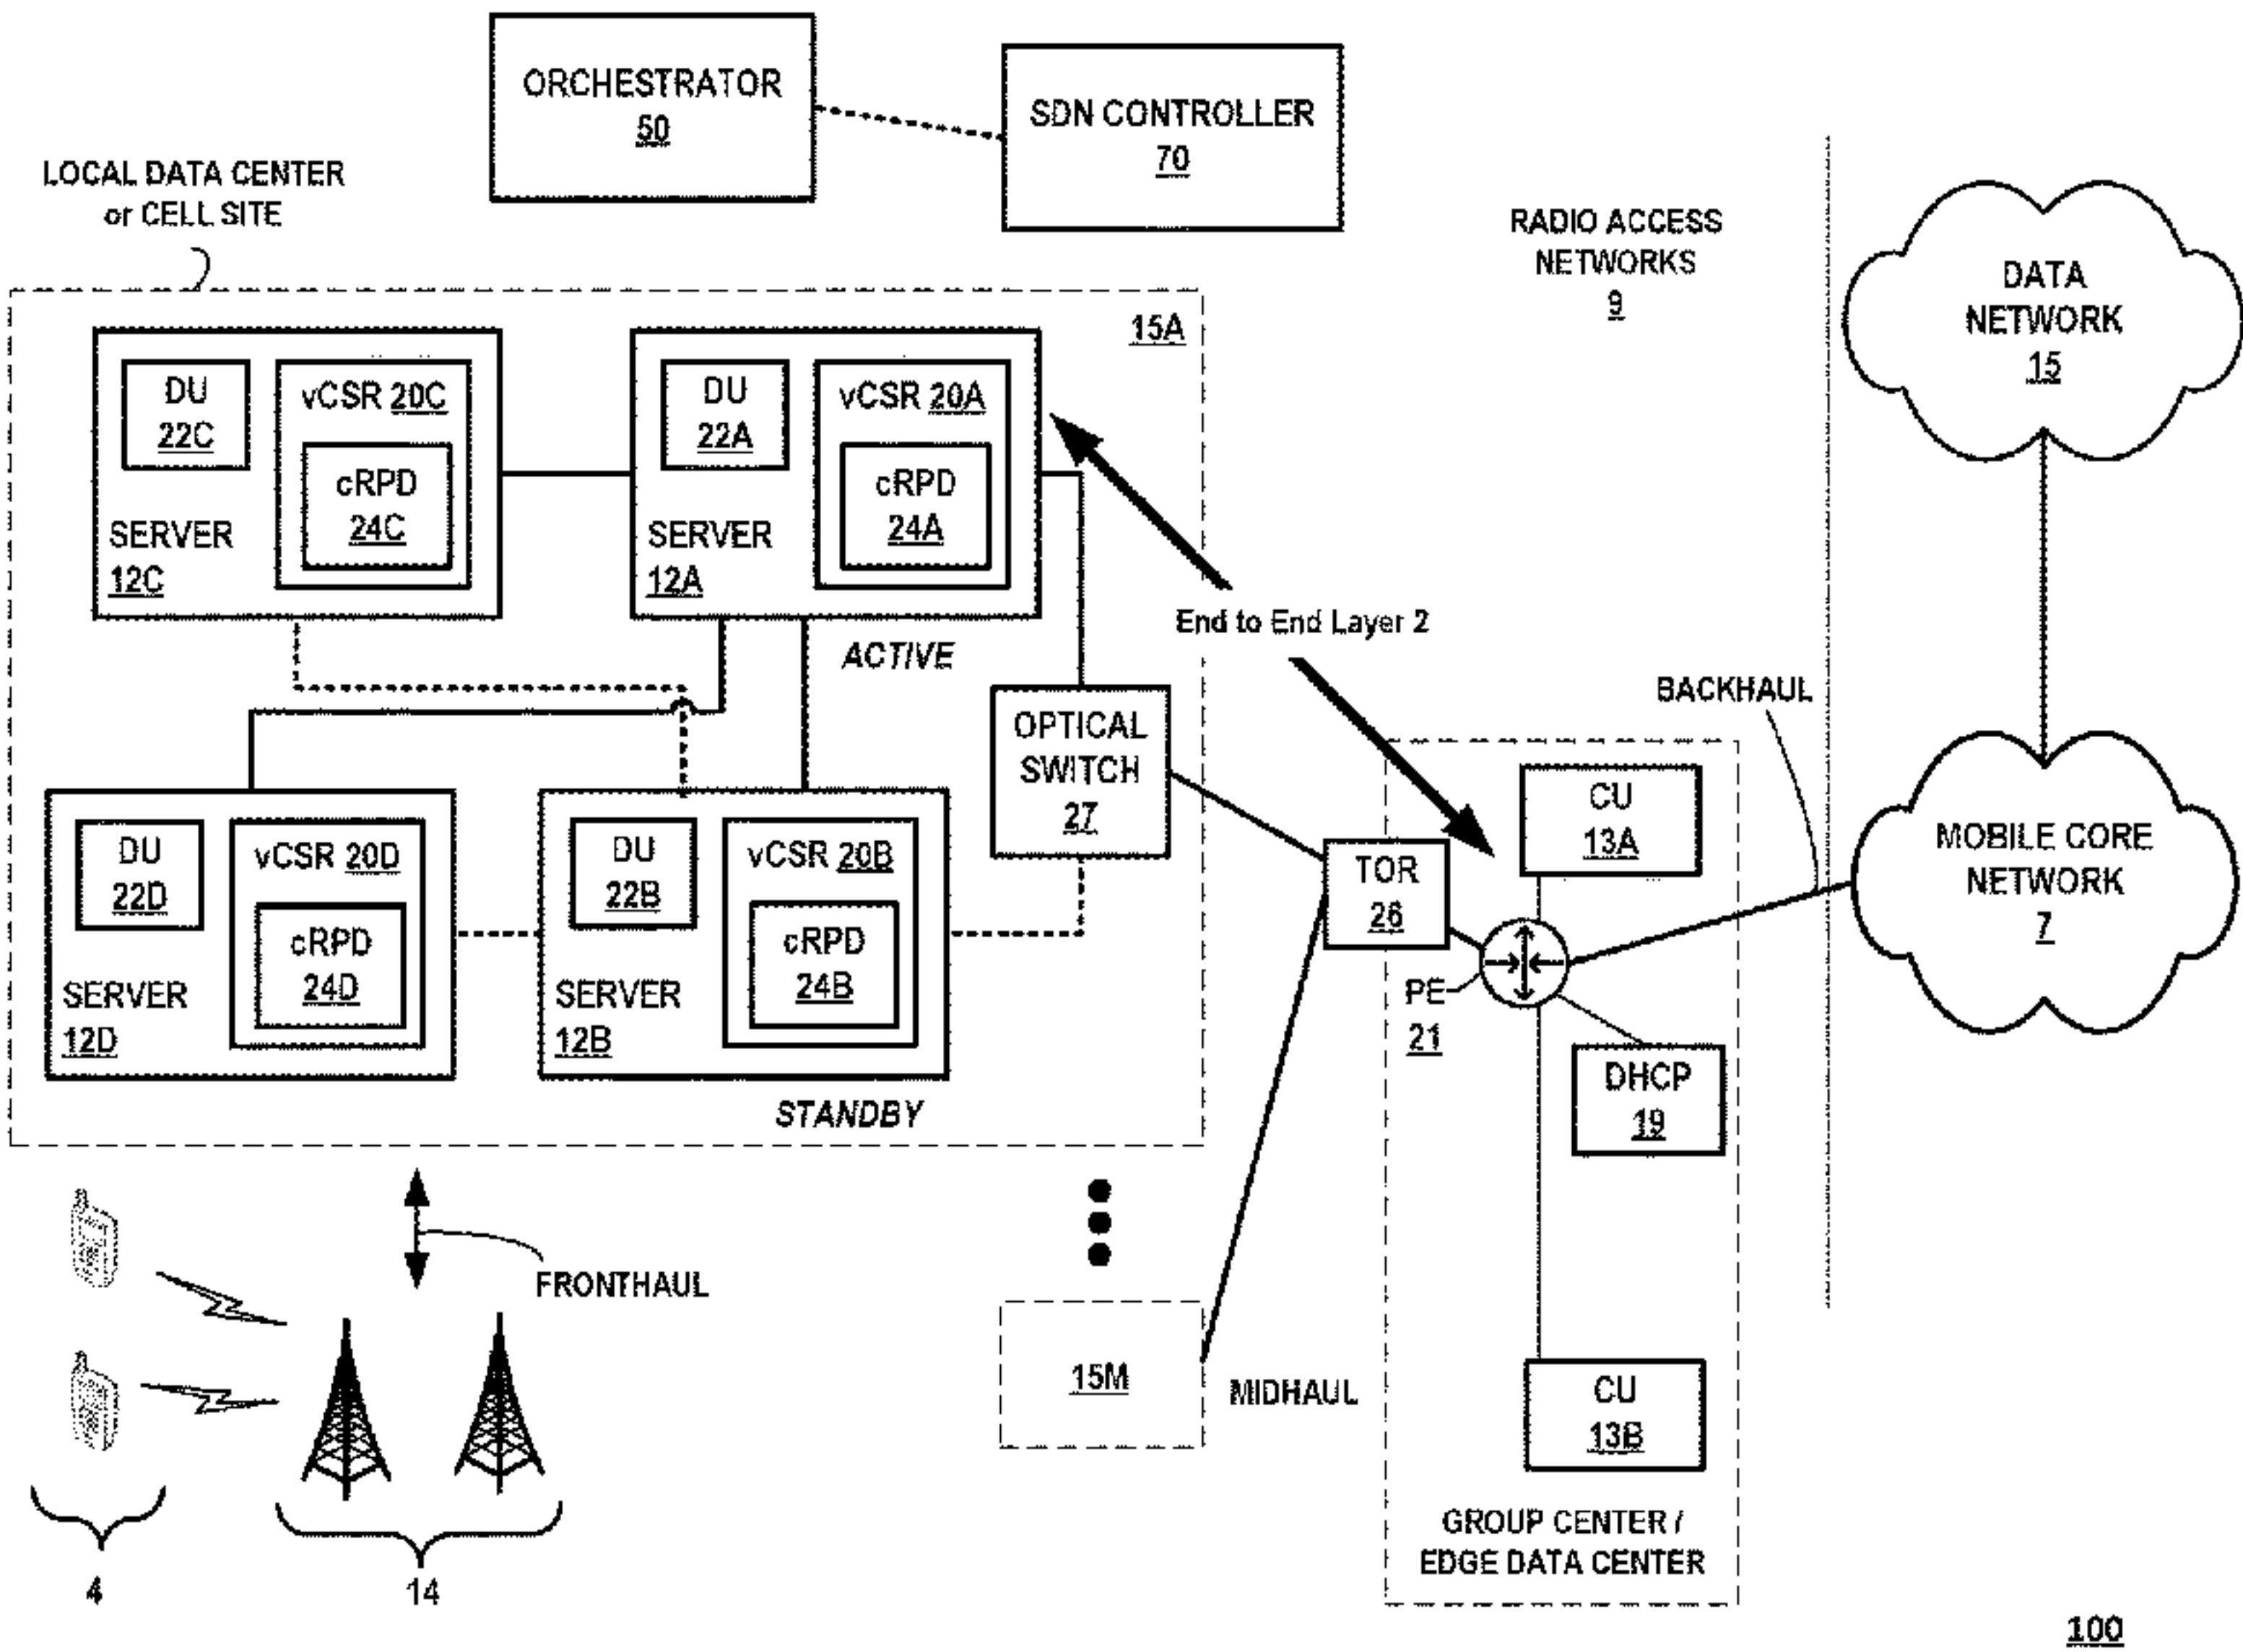 ORCHESTRATOR
50
SDN CONTROLLER
70
LOCAL DATA CENTER
or CELL SITE
RADIO ACCESS
NETWORKS
9
DATA
NETWORK
15
15A
DU
22C
vCSR 20C
cRPD
24C
SERVER
12C
DU
22A
vCSR 20A
cRPD
24A
SERVER
12A
ACTIVE
End to End Layer 2
BACKHAUL
OPTICAL
SWITCH
27
DU
22D
vCSR 20D
cRPD
24D
SERVER
12D
DU
22B
vCSR 20B
cRPD
24B
SERVER
12B
STANDBY
CU
13A
TOR
26
PE
21
MOBILE CORE
NETWORK
7
DHCP
19
FRONTHAUL
15M
MIDHAUL
CU
13B
GROUP CENTER /
EDGE DATA CENTER
4
14
100